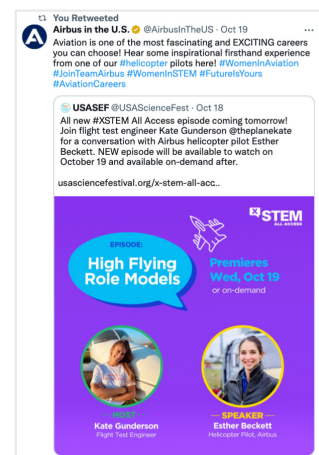 You Retweeted
Airbus in the U.S. @AirbusInTheUS · Oct 19 ...
Aviation is one of the most fascinating and EXCITING careers
you can choose! Hear some inspirational firsthand experience
from one of our #helicopter pilots here! #WomenInAviation
#JoinTeamAirbus #WomenInSTEM #FutureIsYours
#AviationCareers
USASEF @USAScienceFest · Oct 18
All new #XSTEM All Access episode coming tomorrow!
Join flight test engineer Kate Gunderson @theplanekate
for a conversation with Airbus helicopter pilot Esther
Beckett. NEW episode will be available to watch on
October 19 and available on-demand after.
usasciencefestival.org/x-stem-all-acc...
X STEM
ALL ACCESS
EPISODE:
High Flying
Role Models
Premieres
Wed, Oct 19
or on-demand
HOST
Kate Gunderson
Flight Test Engineer
SPEAKER
Esther Beckett
Helicopter Pilot, Airbus